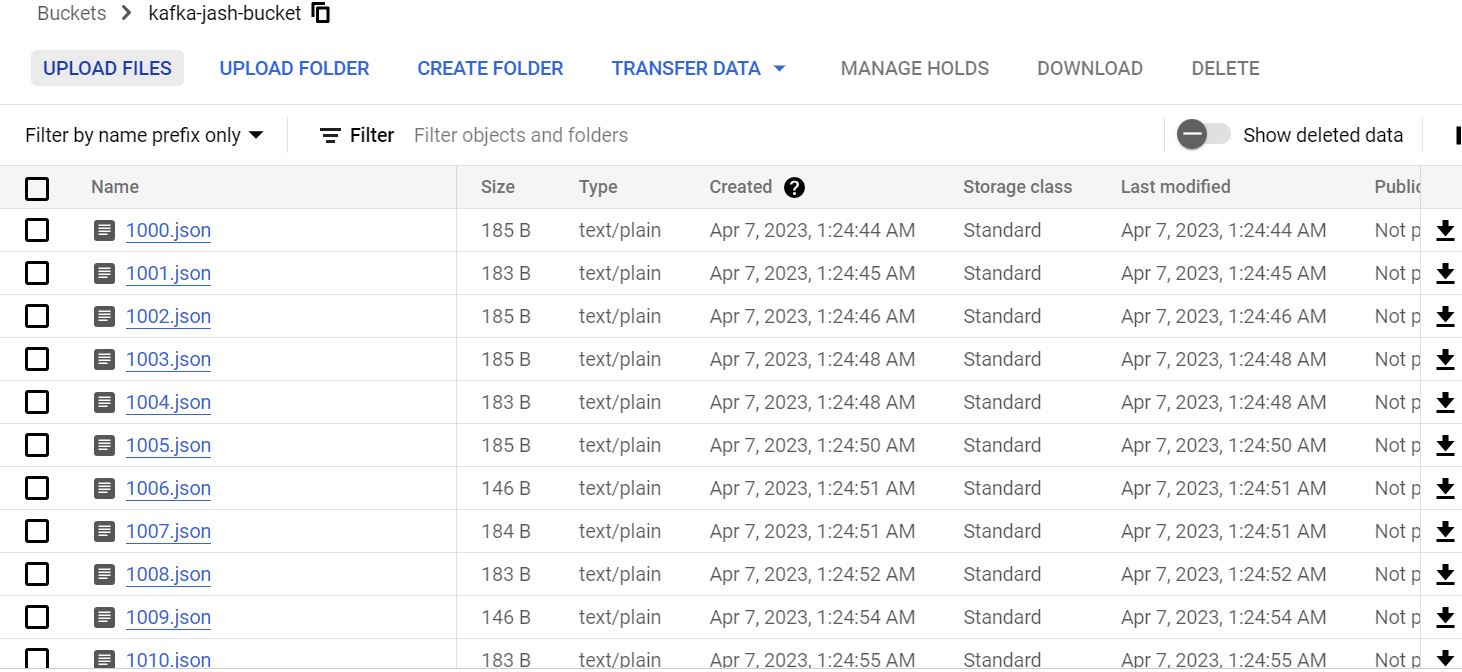 Buckets > kafka-jash-bucket
UPLOAD FILES UPLOAD FOLDER CREATE FOLDER TRANSFER DATA MANAGE HOLDS DOWNLOAD DELETE
Filter by name prefix only Filter Filter objects and folders Show deleted data
Name Size Type Created ? Storage class Last modified Public
1000.json 185 B text/plain Apr 7, 2023, 1:24:44 AM Standard Apr 7, 2023, 1:24:44 AM Not p
1001.json 183 B text/plain Apr 7, 2023, 1:24:45 AM Standard Apr 7, 2023, 1:24:45 AM Not p
1002.json 185 B text/plain Apr 7, 2023, 1:24:46 AM Standard Apr 7, 2023, 1:24:46 AM Not p
1003.json 185 B text/plain Apr 7, 2023, 1:24:48 AM Standard Apr 7, 2023, 1:24:48 AM Not p
1004.json 183 B text/plain Apr 7, 2023, 1:24:48 AM Standard Apr 7, 2023, 1:24:48 AM Not p
1005.json 185 B text/plain Apr 7, 2023, 1:24:50 AM Standard Apr 7, 2023, 1:24:50 AM Not p
1006.json 146 B text/plain Apr 7, 2023, 1:24:51 AM Standard Apr 7, 2023, 1:24:51 AM Not p
1007.json 184 B text/plain Apr 7, 2023, 1:24:51 AM Standard Apr 7, 2023, 1:24:51 AM Not p
1008.json 183 B text/plain Apr 7, 2023, 1:24:52 AM Standard Apr 7, 2023, 1:24:52 AM Not p
1009.json 146 B text/plain Apr 7, 2023, 1:24:54 AM Standard Apr 7, 2023, 1:24:54 AM Not p
1010.json 183 B text/plain Apr 7, 2023, 1:24:55 AM Standard Apr 7, 2023, 1:24:55 AM Not p